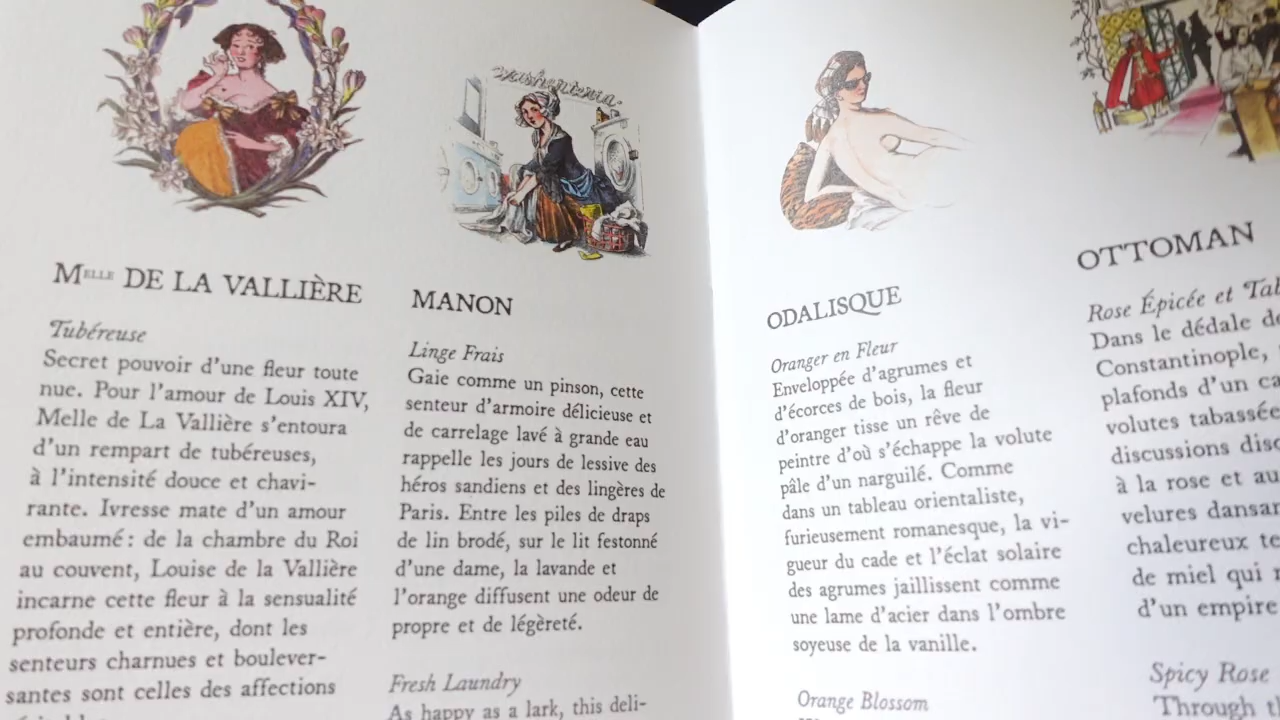 Washeptema.
Melle DE LA VALLIÈRE
Tubéreuse
Secret pouvoir d'une fleur toute
nue. Pour l'amour de Louis XIV,
Melle de La Vallière s'entoura
d'un rempart de tubéreuses,
à l'intensité douce et chavi-
rante. Ivresse mate d'un amour
embaumé : de la chambre du Roi
au couvent, Louise de la Vallière
incarne cette fleur à la sensualité
profonde et entière, dont les
senteurs charnues et boulever-
santes sont celles des affections
MANON
Linge Frais
Gaie comme un pinson, cette
senteur d'armoire délicieuse et
de carrelage lavé à grande eau
rappelle les jours de lessive des
héros sandiens et des lingères de
Paris. Entre les piles de draps
de lin brodé, sur le lit festonné
d'une dame, la lavande et
l'orange diffusent une odeur de
propre et de légèreté.
Fresh Laundry
As happy as a lark, this deli-
ODALISQUE
Oranger en Fleur
Enveloppée d'agrumes et
d'écorces de bois, la fleur
d'oranger tisse un rêve de
peintre d'où s'échappe la volute
pâle d'un narguilé. Comme
dans un tableau orientaliste,
furieusement romanesque, la vi-
gueur du cade et l'éclat solaire
des agrumes jaillissent comme
une lame d'acier dans l'ombre
soyeuse de la vanille.
Orange Blossom
OTTOMAN
Rose Épicée et Tab
Dans le dédale de
Constantinople,
plafonds d'un ca
volutes tabassée
discussions disc
à la rose et au
velures dansan
chaleureux te
de miel qui
d'un empire
Spicy Rose
Through th